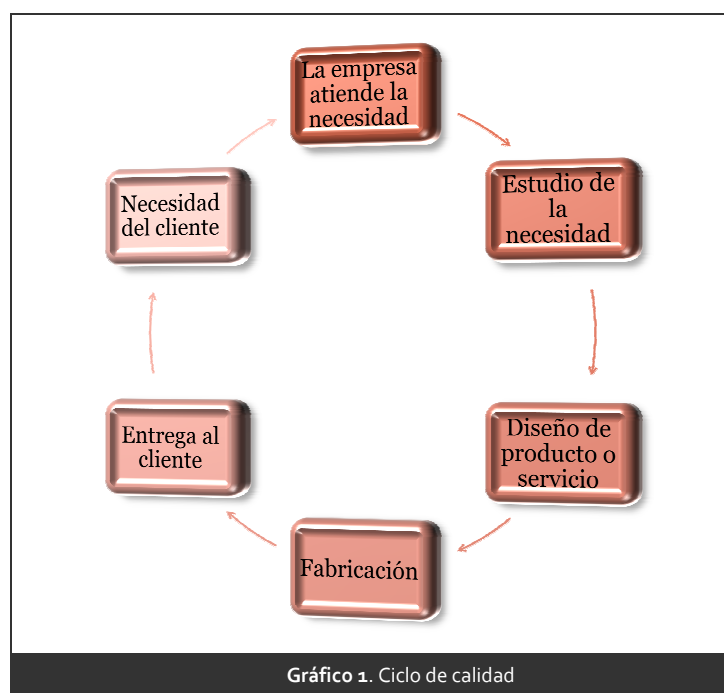 La empresa
atiende la
necesidad
Estudio de
la
necesidad
Diseño de
producto o
servicio
Fabricación
Entrega al
cliente
Necesidad
del cliente
Gráfico 1. Ciclo de calidad